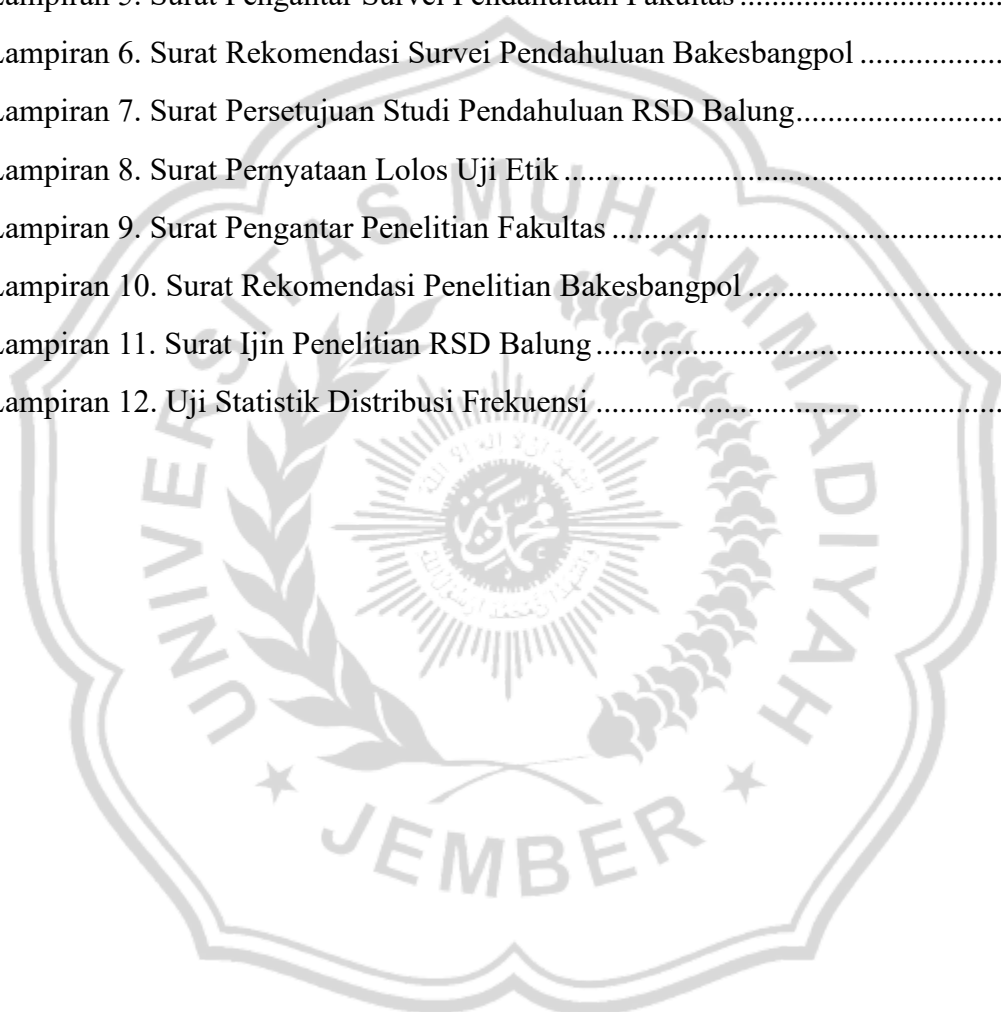 Lampiran 5. Surat Pengantar Survei Pendahuluan Fakultas ..............................
Lampiran 6. Surat Rekomendasi Survei Pendahuluan Bakesbangpol ................
Lampiran 7. Surat Persetujuan Studi Pendahuluan RSD Balung........................
Lampiran 8. Surat Pernyataan Lolos Uji Etik ....................................................
Lampiran 9. Surat Pengantar Penelitian Fakultas ..............................................
Lampiran 10. Surat Rekomendasi Penelitian Bakesbangpol ..............................
Lampiran 11. Surat Ijin Penelitian RSD Balung ................................................
Lampiran 12. Uji Statistik Distribusi Frekuensi ................................................
UNIVERSITAS MUHAMMADIYAH
JEMBER